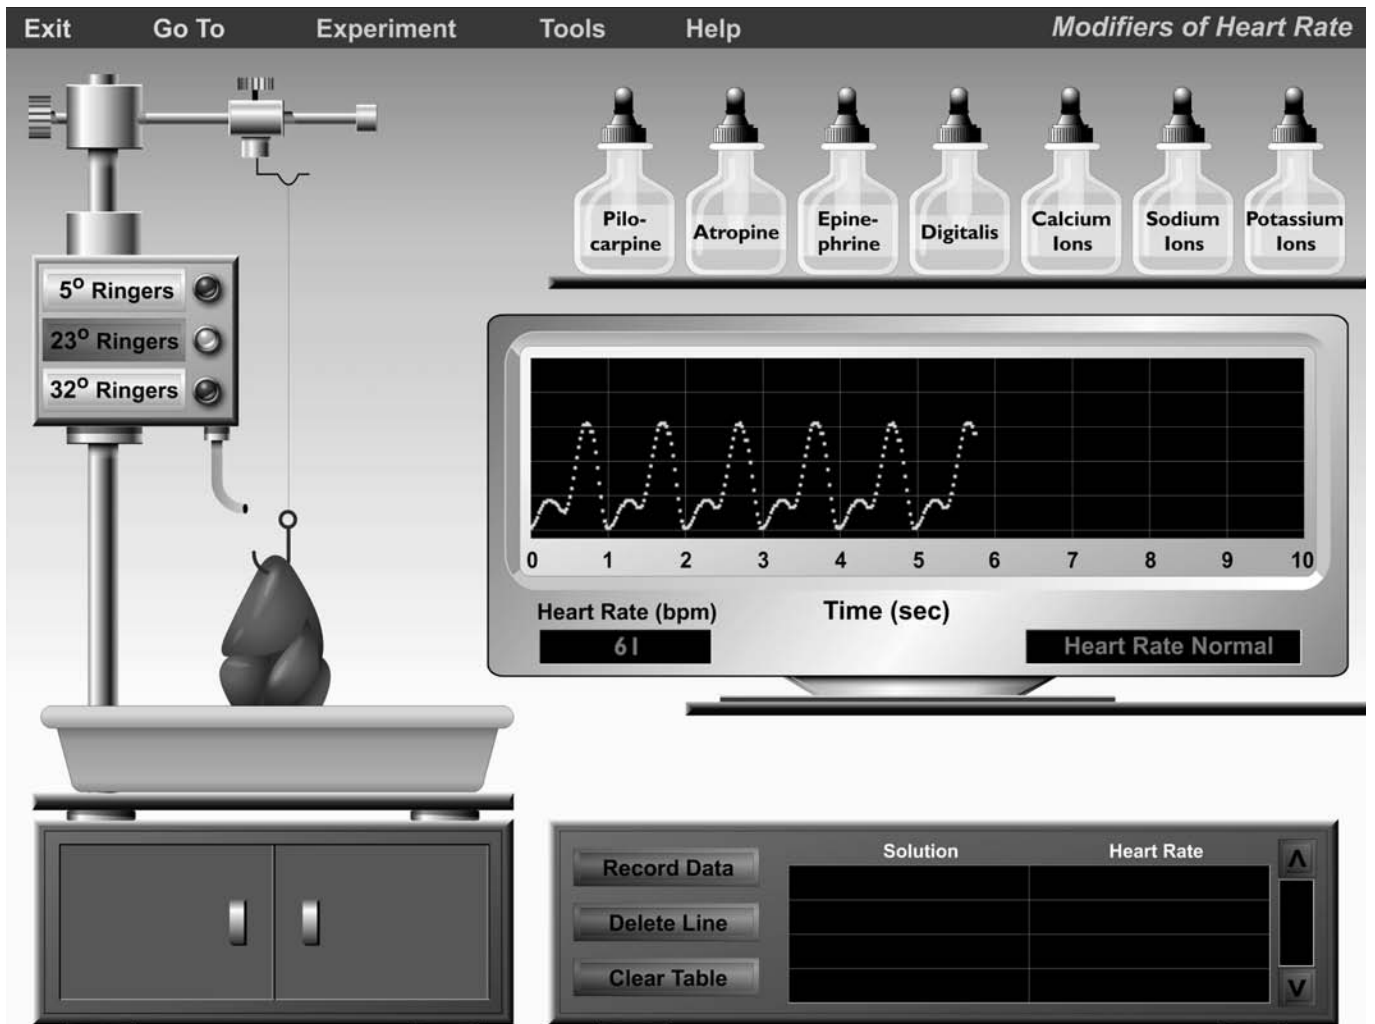 Exit Go To Experiment Tools Help Modifiers of Heart Rate
Pilo-
carpine
Atropine
Epine-
phrine
Digitalis
Calcium
Ions
Sodium
Ions
Potassium
Ions
5° Ringers
23° Ringers
32° Ringers
0 1 2 3 4 5 6 7 8 9 10
Heart Rate (bpm) Time (sec)
61 Heart Rate Normal
Solution Heart Rate
Record Data
Delete Line
Clear Table